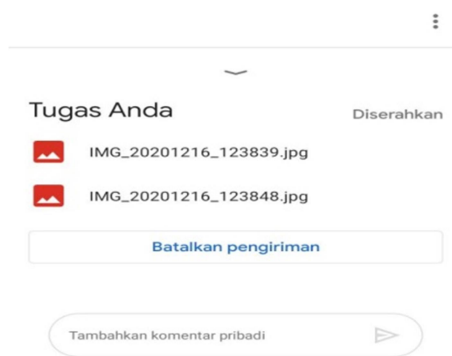 Tugas Anda
Diserahkan
IMG_20201216_123839.jpg
IMG_20201216_123848.jpg
Batalkan pengiriman
Tambahkan komentar pribadi